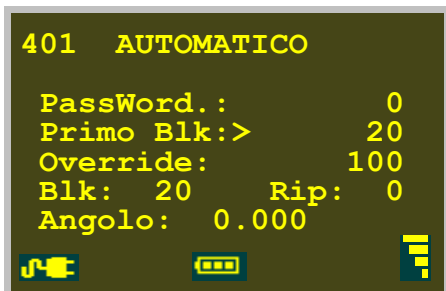 401 AUTOMATICO
PassWord.: 0
Primo Blk:> 20
Override: 100
Blk: 20 Rip: 0
Angolo: 0.000